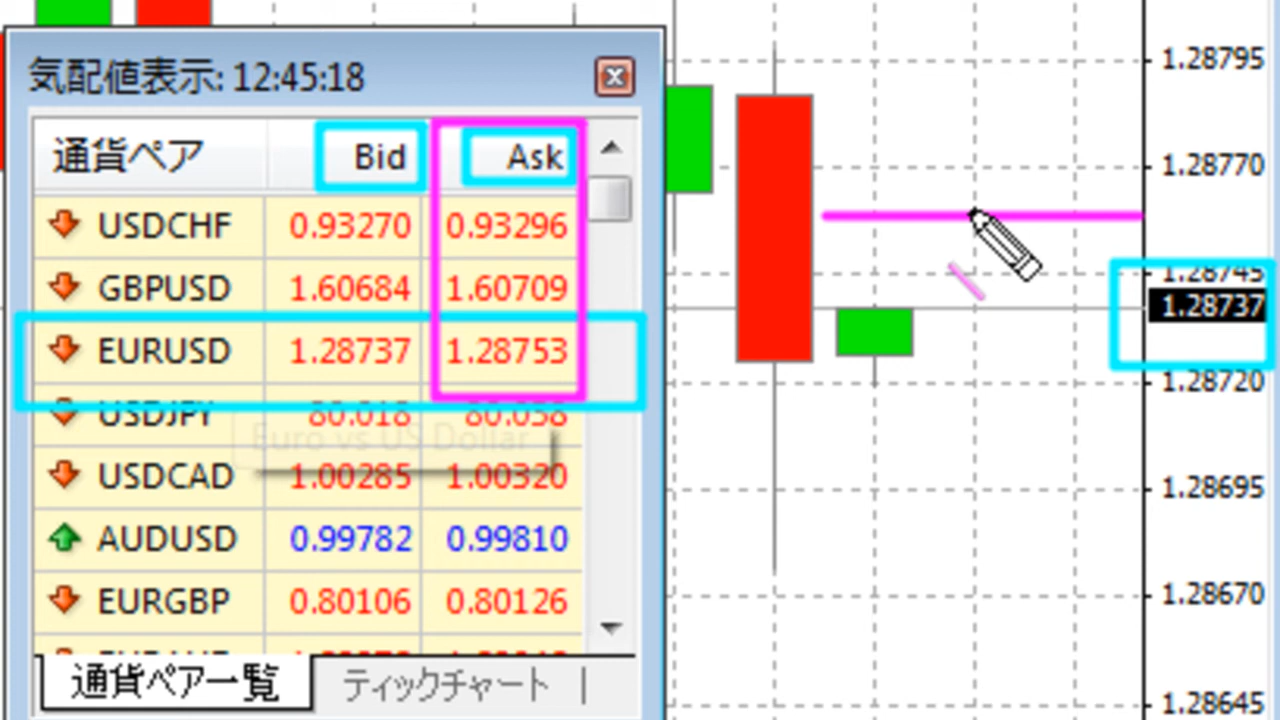 気配値表示: 12:45:18
通貨ペア Bid Ask
USDCHF 0.93270 0.93296
GBPUSD 1.60684 1.60709
EURUSD 1.28737 1.28753
USDJPY 80.018 80.038
Euro vs US Dollar
USDCAD 1.00285 1.00320
AUDUSD 0.99782 0.99810
EURGBP 0.80106 0.80126
通貨ペア一覧 ティックチャート
1.28795
1.28770
1.28745
1.28737
1.28720
1.28695
1.28670
1.28645